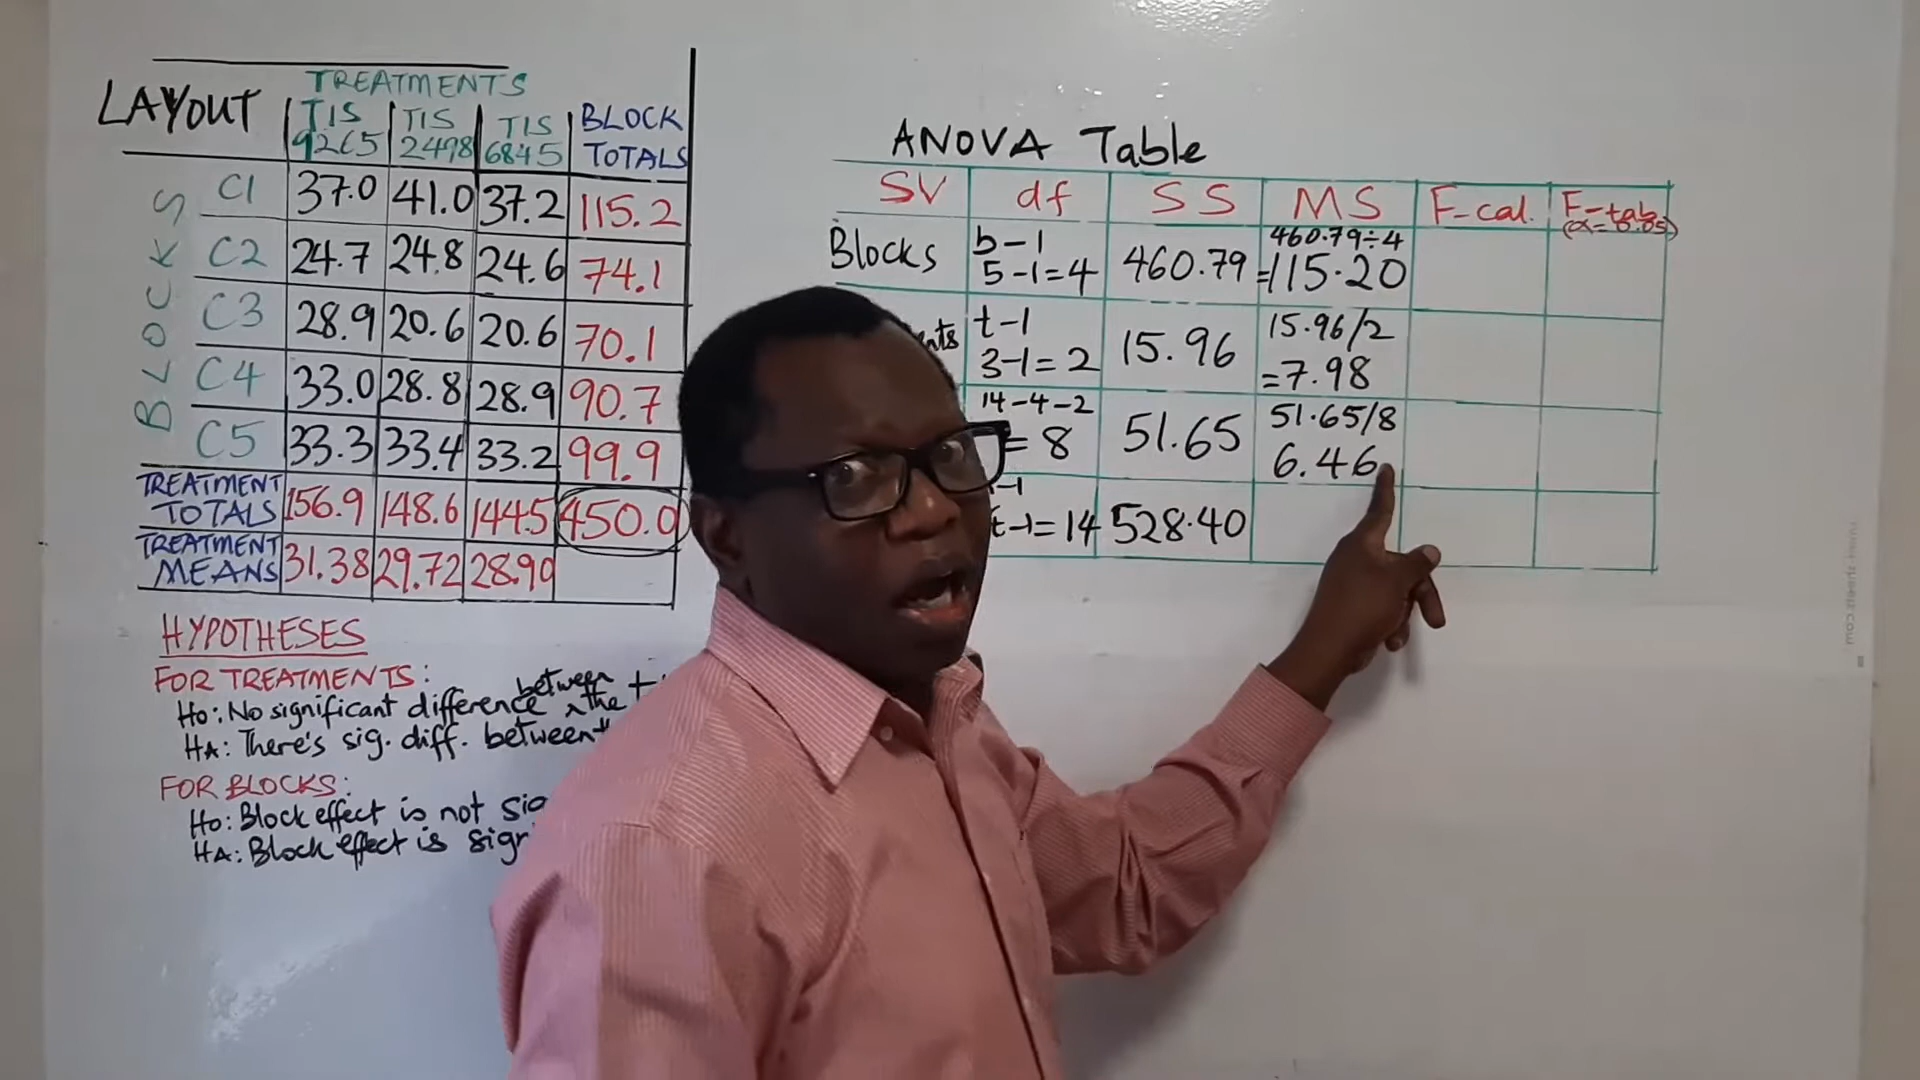 LAYOUT
TREATMENTS
TIS 9265 TIS 2498 TIS 6845 BLOCK TOTALS
BLOCKS
C1 37.0 41.0 37.2 115.2
C2 24.7 24.8 24.6 74.1
C3 28.9 20.6 20.6 70.1
C4 33.0 28.8 28.9 90.7
C5 33.3 33.4 33.2 99.9
TREATMENT TOTALS 156.9 148.6 144.5 450.0
TREATMENT MEANS 31.38 29.72 28.90
HYPOTHESES
FOR TREATMENTS:
Ho: No significant difference between the
HA: There's sig. diff. between
FOR BLOCKS:
Ho: Block effect is not
HA: Block effect is
ANOVA Table
SV df SS MS F-cal. F-tab (α=0.05)
Blocks b-1 5-1=4 460.79 460.79÷4 =115.20
t-1 3-1=2 15.96 15.96/2 =7.98
14-4-2 = 8 51.65 51.65/8 6.46
-1 t-1=14 528.40